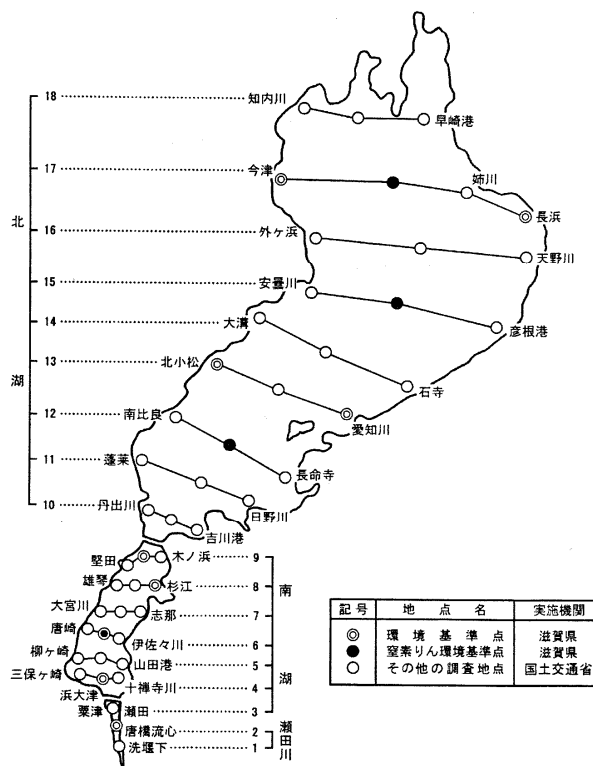 18
知内川
早崎港
17
今津
姉川
長浜
16
外ヶ浜
天野川
15
安曇川
彦根港
14
大溝
石寺
13
北小松
愛知川
12
南比良
長命寺
11
蓬莱
日野川
10
丹出川
吉川港
北湖
堅田
木ノ浜
9
雄琴
杉江
8
大宮川
志那
7
唐崎
伊佐々川
6
柳ヶ崎
山田港
5
三保ヶ崎
十禅寺川
4
浜大津
粟津
瀬田
3
唐橋流心
2
洗堰下
1
南湖
瀬田川
記号 地点名 実施機関
◎ 環境基準点 滋賀県
● 窒素りん環境基準点 滋賀県
○ その他の調査地点 国土交通省